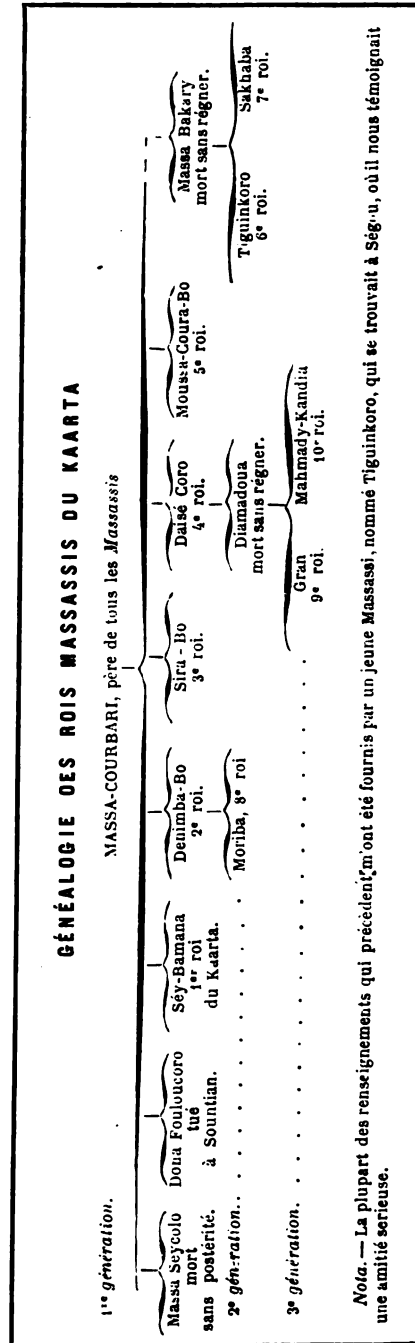 GÉNÉALOGIE DES ROIS MASSASSIS DU KAARTA
MASSA-COURBARI, père de tous les Massassis
1re génération.
Massa Seycolo
mort
sans postérité.
Dona Fouloucoro
tué
à Sountian.
Séy-Bamana
1er roi
du Kaarta.
Denimba-Bo
2e roi.
Sira-Bo
3e roi.
Daisé Coro
4e roi.
Moussa-Coura-Bo
5e roi.
Massa Bakary
mort sans régner.
2e génération. . . . . . . . . . .
Moriba, 8e roi
Diamadoua
mort sans régner.
Tiguinkoro
6e roi.
Sakhaba
7e roi.
3e génération. . . . . . . . . . . . . . . . .
Gran
9e roi.
Mahmady-Kandia
10e roi.
Nota. — La plupart des renseignements qui précèdent m'ont été fournis par un jeune Massassi, nommé Tiguinkoro, qui se trouvait à Ségou, où il nous témoignait
une amitié serieuse.